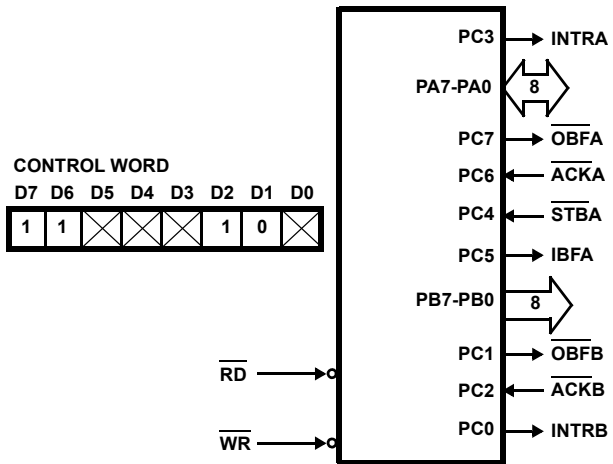 CONTROL WORD
D7 D6 D5 D4 D3 D2 D1 D0
1 1 1 0
RD
WR
PC3 INTRA
PA7-PA0 8
PC7 OBFA
PC6 ACKA
PC4 STBA
PC5 IBFA
PB7-PB0 8
PC1 OBFB
PC2 ACKB
PC0 INTRB